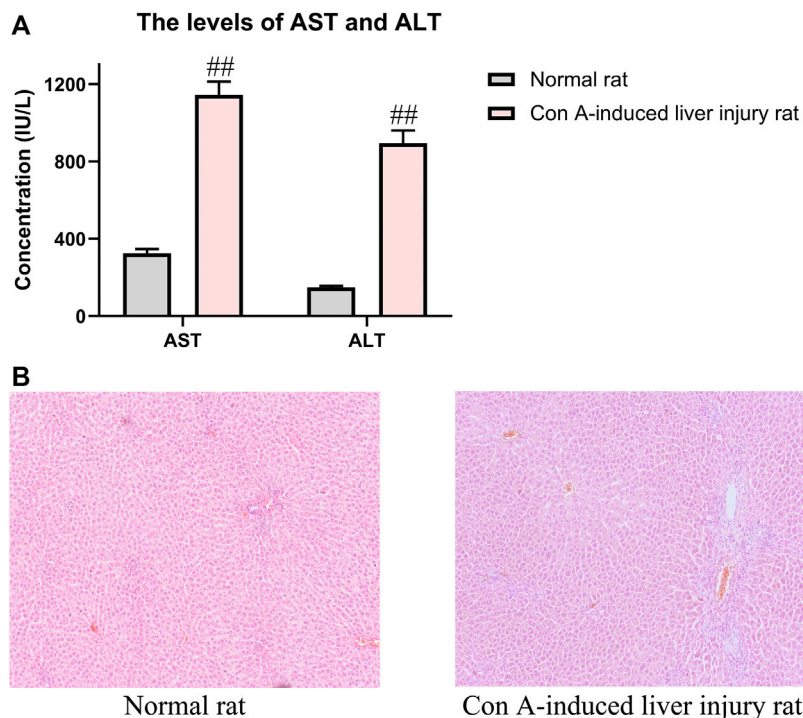 A
The levels of AST and ALT
Concentration (IU/L)
1200
800
400
0
##
##
AST
ALT
Normal rat
Con A-induced liver injury rat
B
Normal rat
Con A-induced liver injury rat